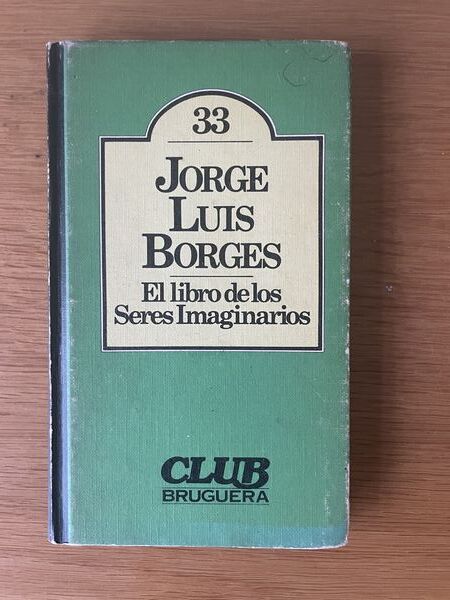 33
JORGE
LUIS
BORGES
El libro de los
Seres Imaginarios
CLUB
BRUGUERA